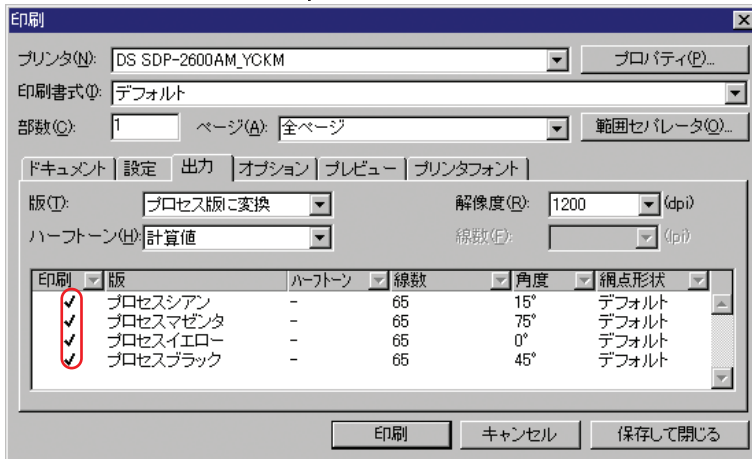 印刷
プリンタ(N): DS SDP-2600AM_YCKM プロパティ(P)...
印刷書式(I): デフォルト
部数(C): 1 ページ(A): 全ページ 範囲セパレータ(O)...
ドキュメント 設定 出力 オプション プレビュー プリンタフォント
版(T): プロセス版に変換 解像度(R): 1200 (dpi)
ハーフトーン(H): 計算値 線数(F): (lpi)
印刷 版 ハーフトーン 線数 角度 網点形状
✔ プロセスシアン - 65 15° デフォルト
✔ プロセスマゼンタ - 65 75° デフォルト
✔ プロセスイエロー - 65 0° デフォルト
✔ プロセスブラック - 65 45° デフォルト
印刷 キャンセル 保存して閉じる